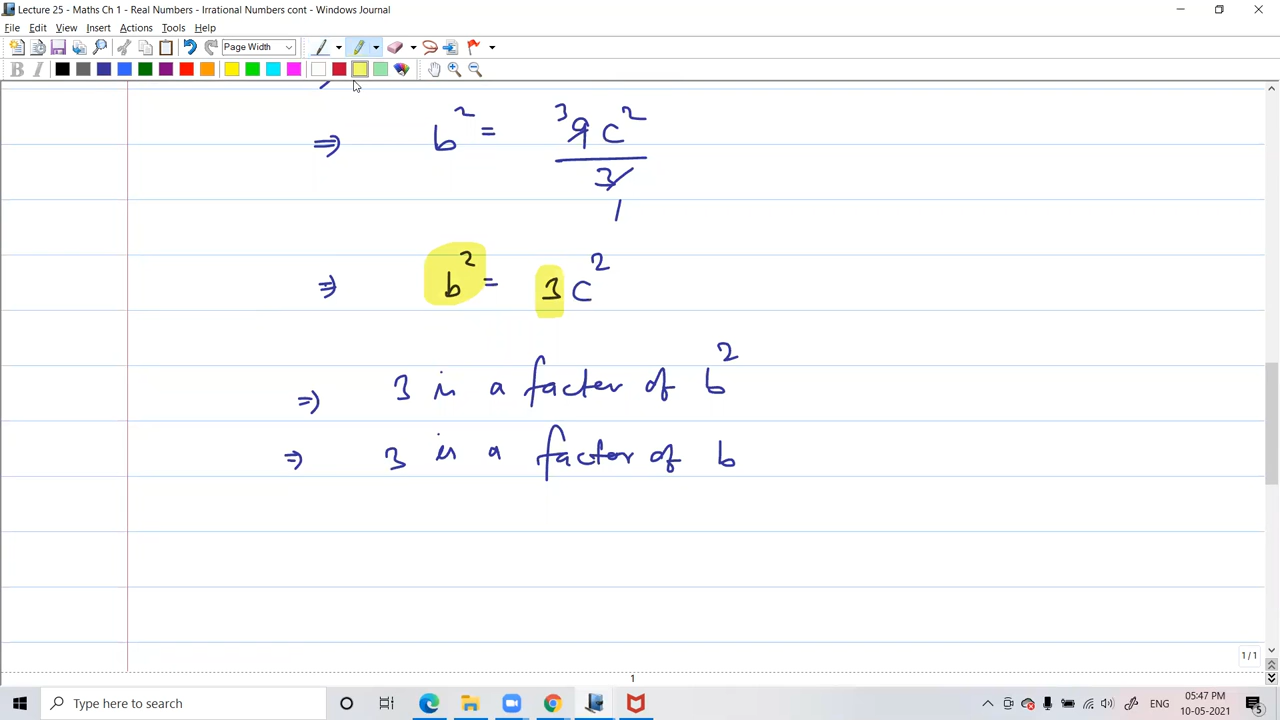 Lecture 25 - Maths Ch 1 - Real Numbers - Irrational Numbers cont - Windows Journal
File Edit View Insert Actions Tools Help
Page Width
B I
⇒ b² = ³9c²
3
1
⇒ b² = 3c²
⇒ 3 is a factor of b²
⇒ 3 is a factor of b
1/1
1
Type here to search
ENG 05:47 PM
10-05-2021 5